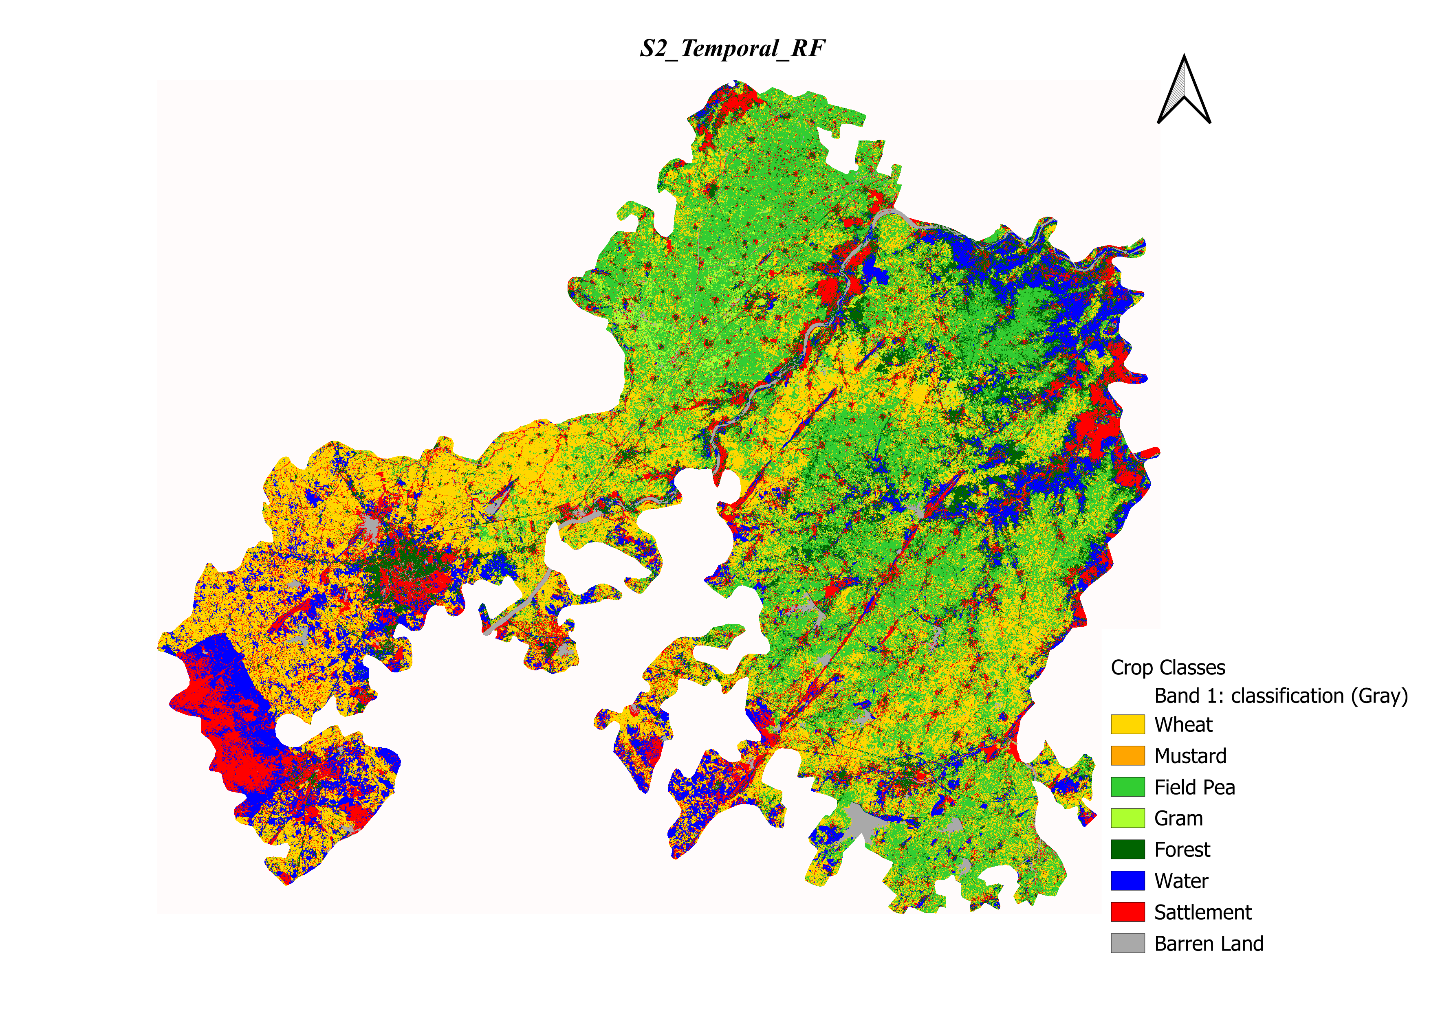 S2_Temporal_RF
Crop Classes
Band 1: classification (Gray)
Wheat
Mustard
Field Pea
Gram
Forest
Water
Sattlement
Barren Land